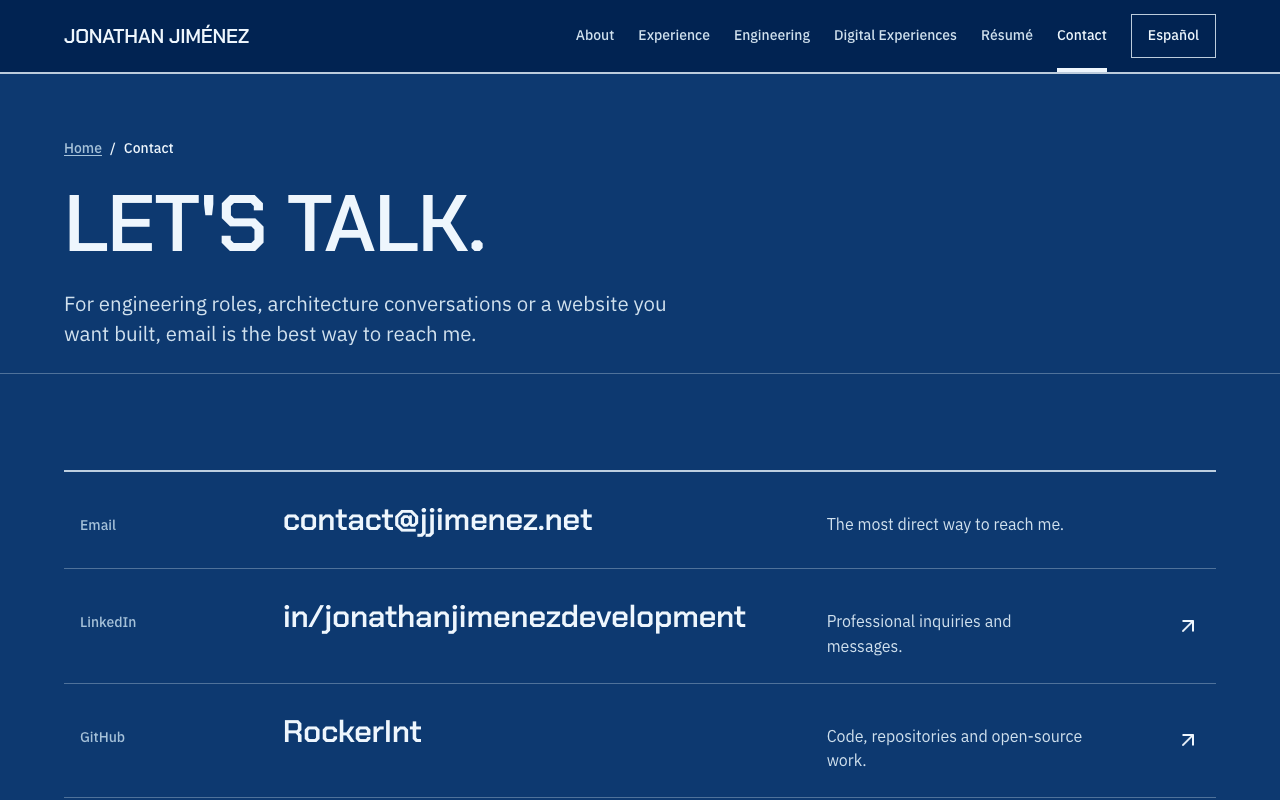 JONATHAN JIMÉNEZ
About Experience Engineering Digital Experiences Résumé Contact Español
Home / Contact
LET'S TALK.
For engineering roles, architecture conversations or a website you
want built, email is the best way to reach me.
Email contact@jjimenez.net The most direct way to reach me.
LinkedIn in/jonathanjimenezdevelopment Professional inquiries and
messages.
GitHub RockerInt Code, repositories and open-source
work.